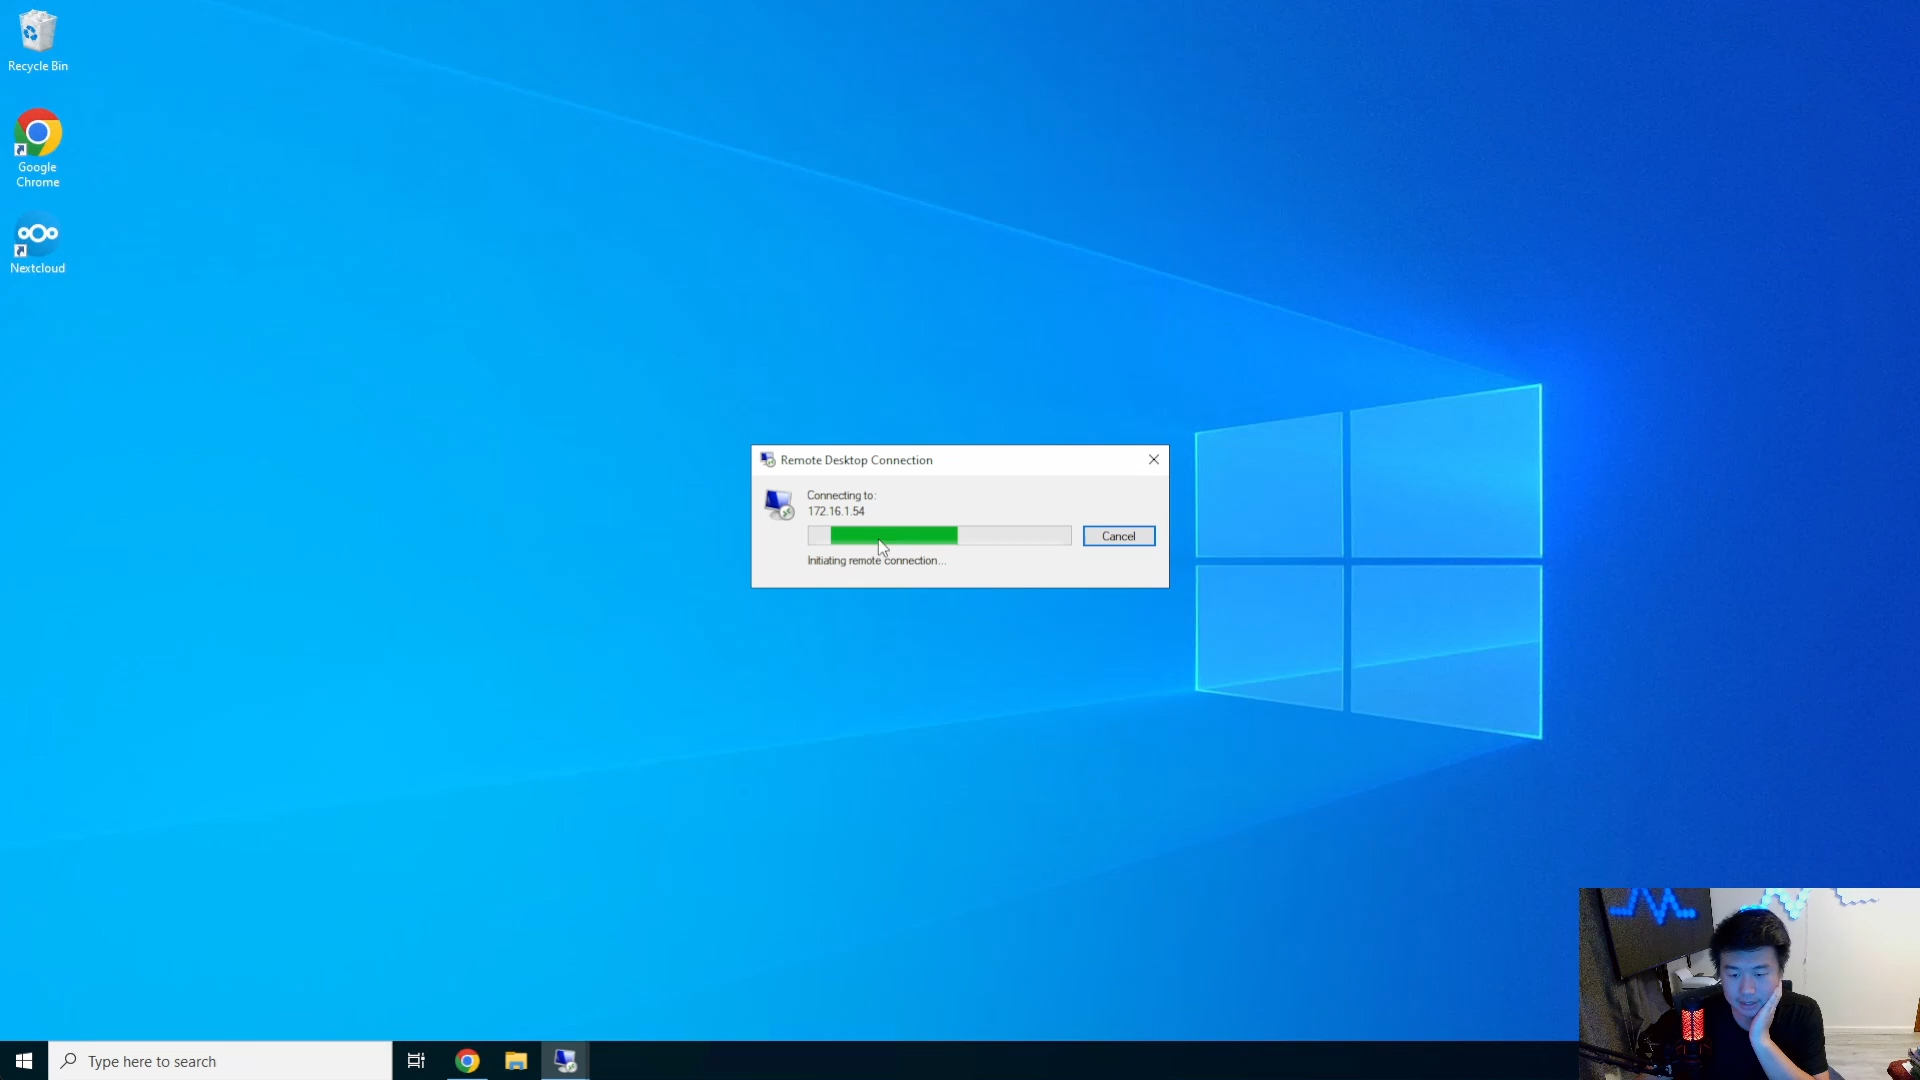 Recycle Bin
Google
Chrome
Nextcloud
Remote Desktop Connection
Connecting to:
172.16.1.54
Cancel
Initiating remote connection...
Type here to search